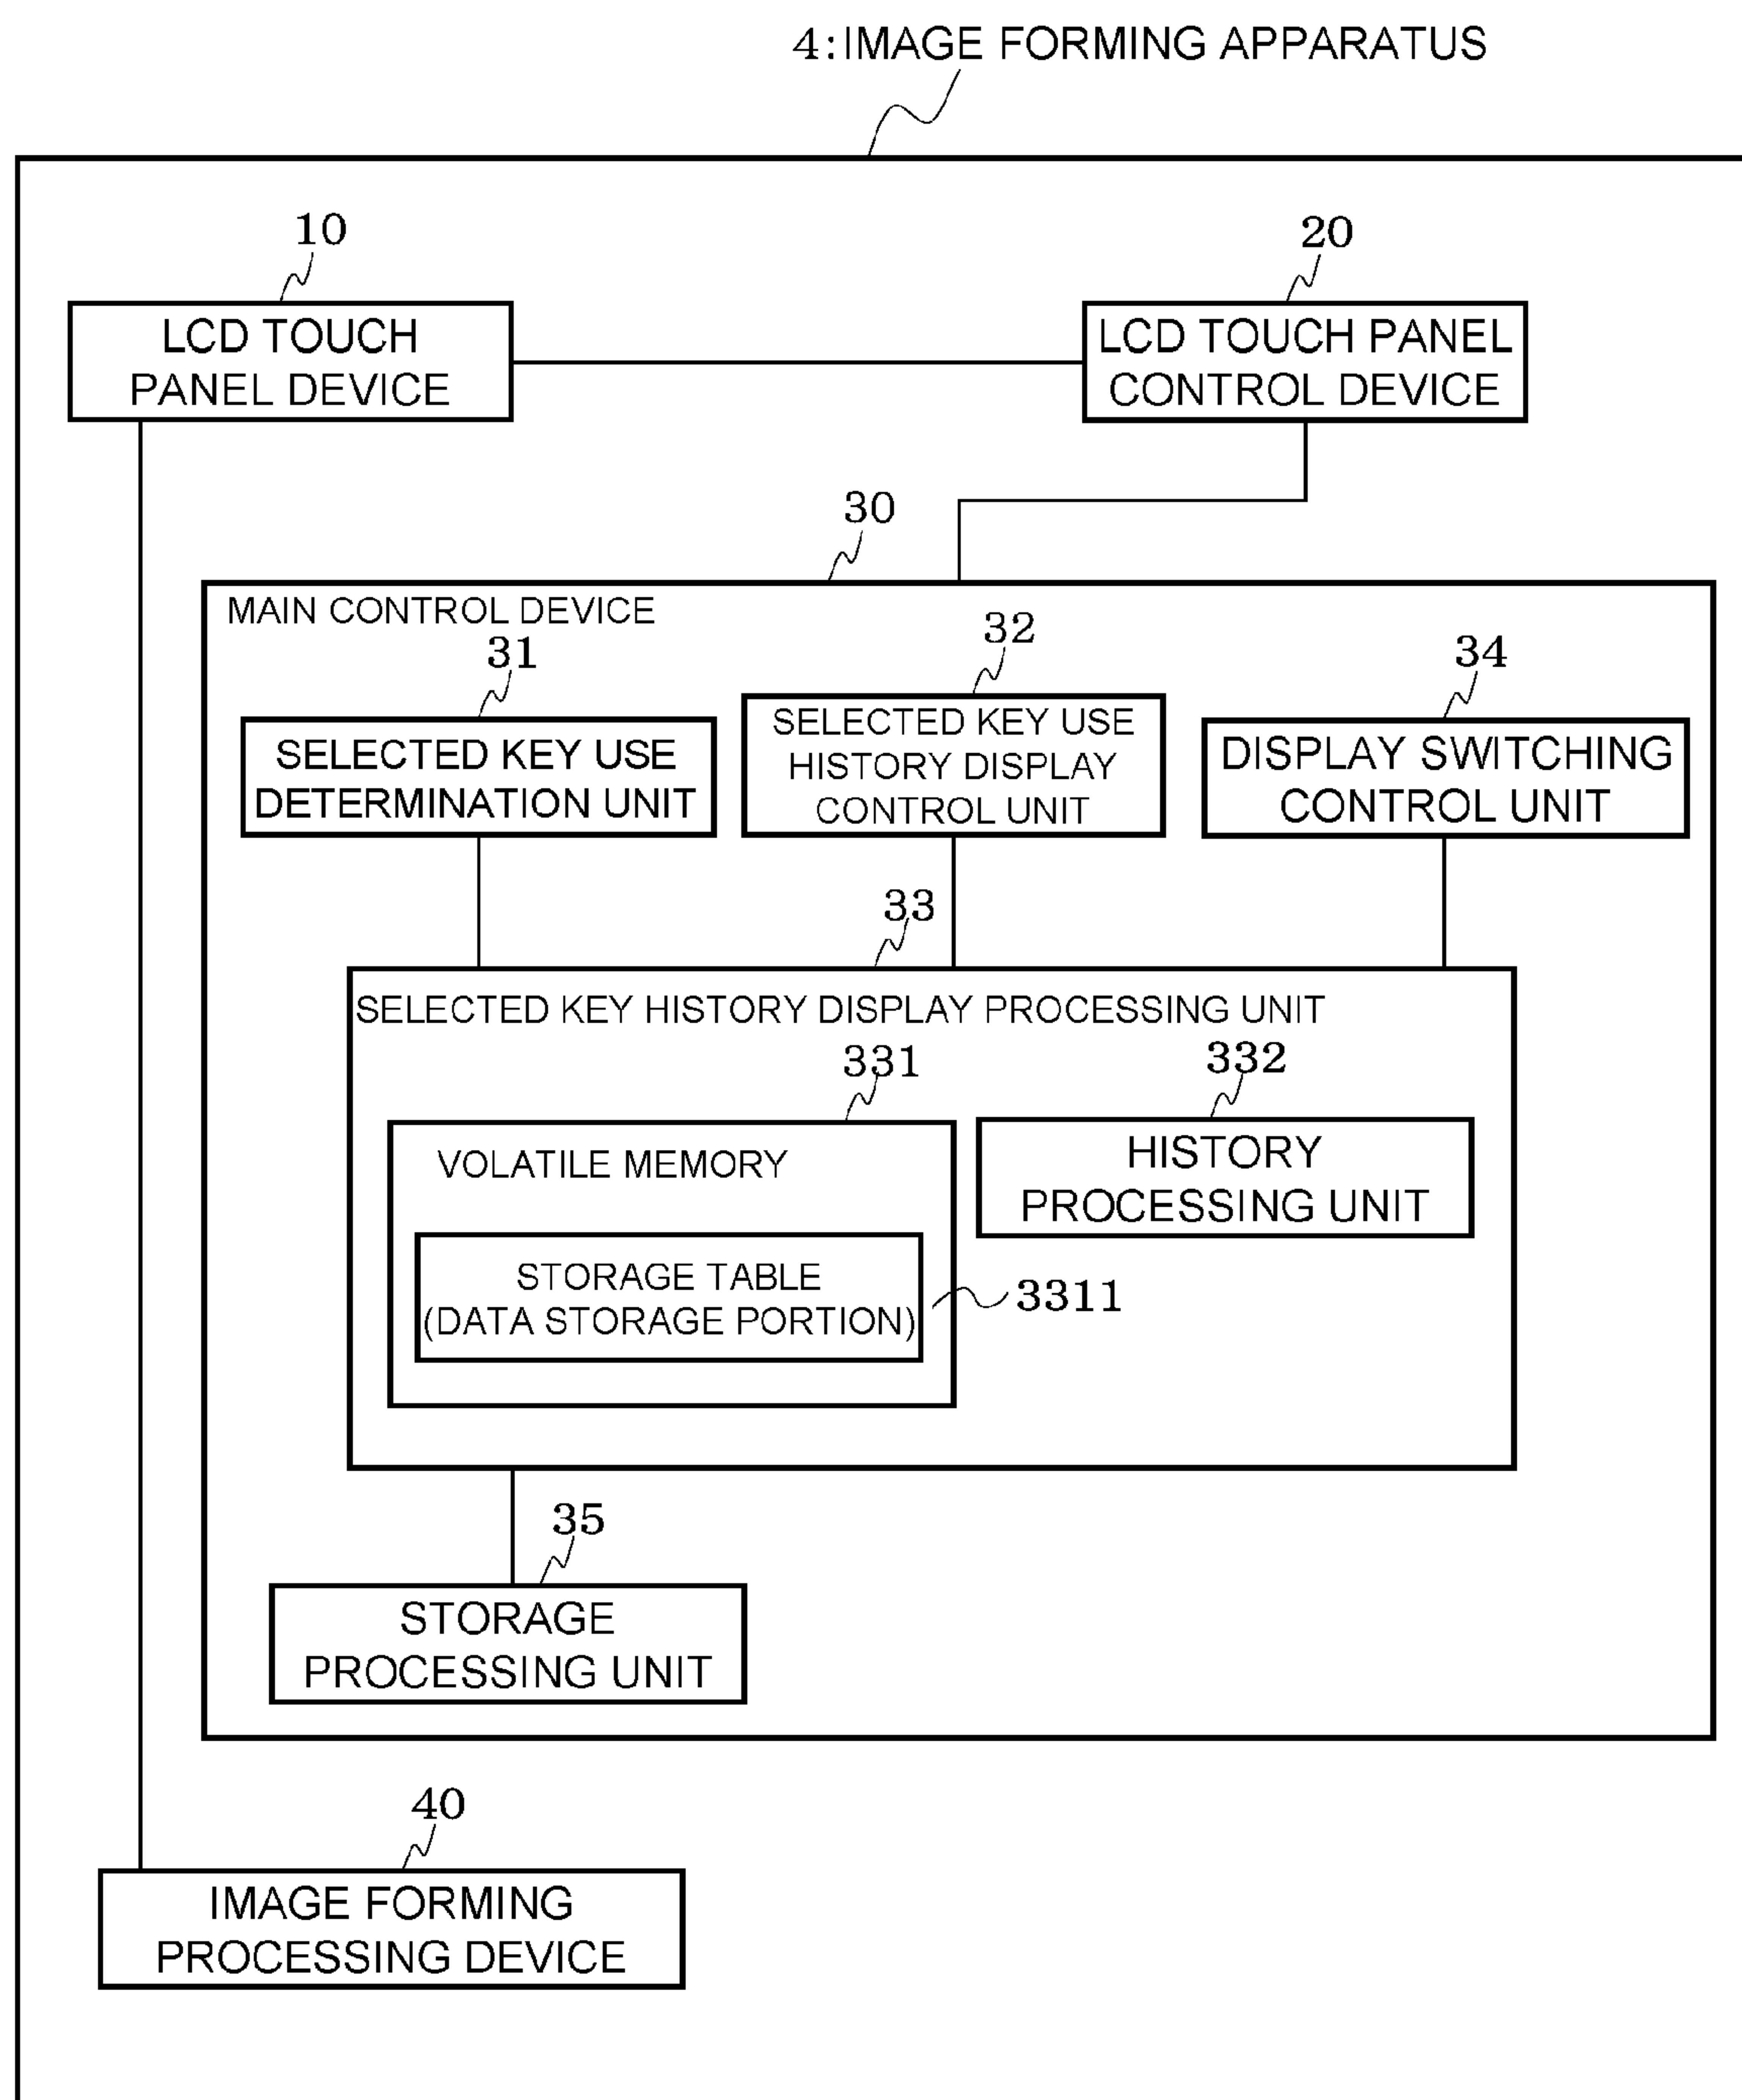 4:IMAGE FORMING APPARATUS
10
20
LCD TOUCH
PANEL DEVICE
LCD TOUCH PANEL
CONTROL DEVICE
30
MAIN CONTROL DEVICE
31
32
34
SELECTED KEY USE
DETERMINATION UNIT
SELECTED KEY USE
HISTORY DISPLAY
CONTROL UNIT
DISPLAY SWITCHING
CONTROL UNIT
33
SELECTED KEY HISTORY DISPLAY PROCESSING UNIT
331
332
VOLATILE MEMORY
HISTORY
PROCESSING UNIT
STORAGE TABLE
(DATA STORAGE PORTION)
3311
35
STORAGE
PROCESSING UNIT
40
IMAGE FORMING
PROCESSING DEVICE